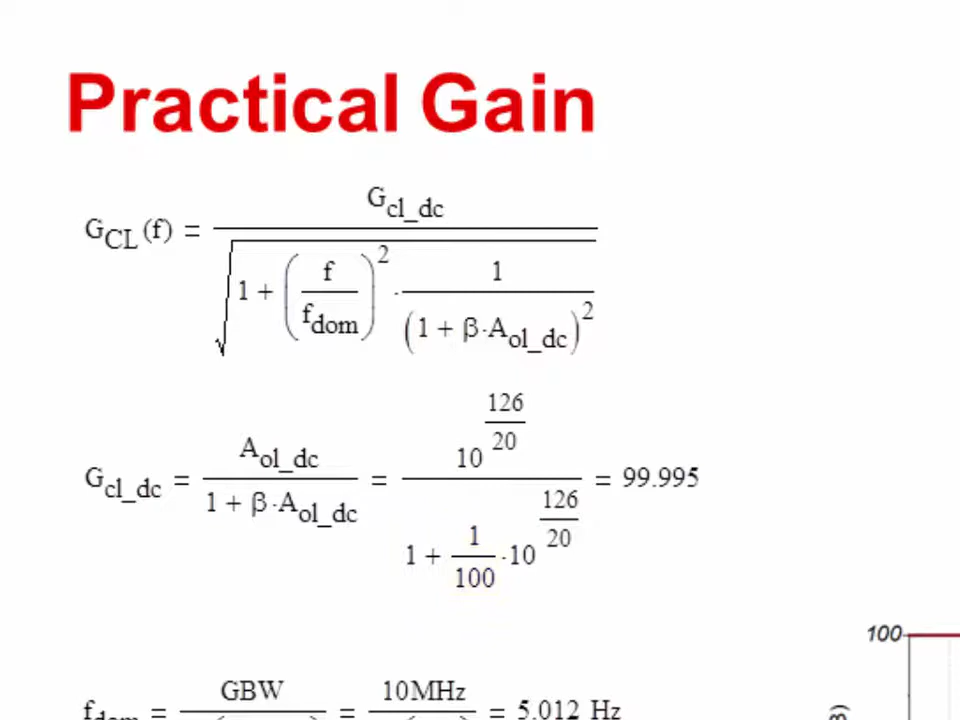 Practical Gain
G_CL(f) = G_cl_dc / √(1 + (f / f_dom)^2 · 1 / (1 + β·A_ol_dc)^2)
G_cl_dc = A_ol_dc / (1 + β·A_ol_dc) = 10^(126/20) / (1 + 1/100 · 10^(126/20)) = 99.995
100
f_dom = GBW = 10MHz = 5.012 Hz